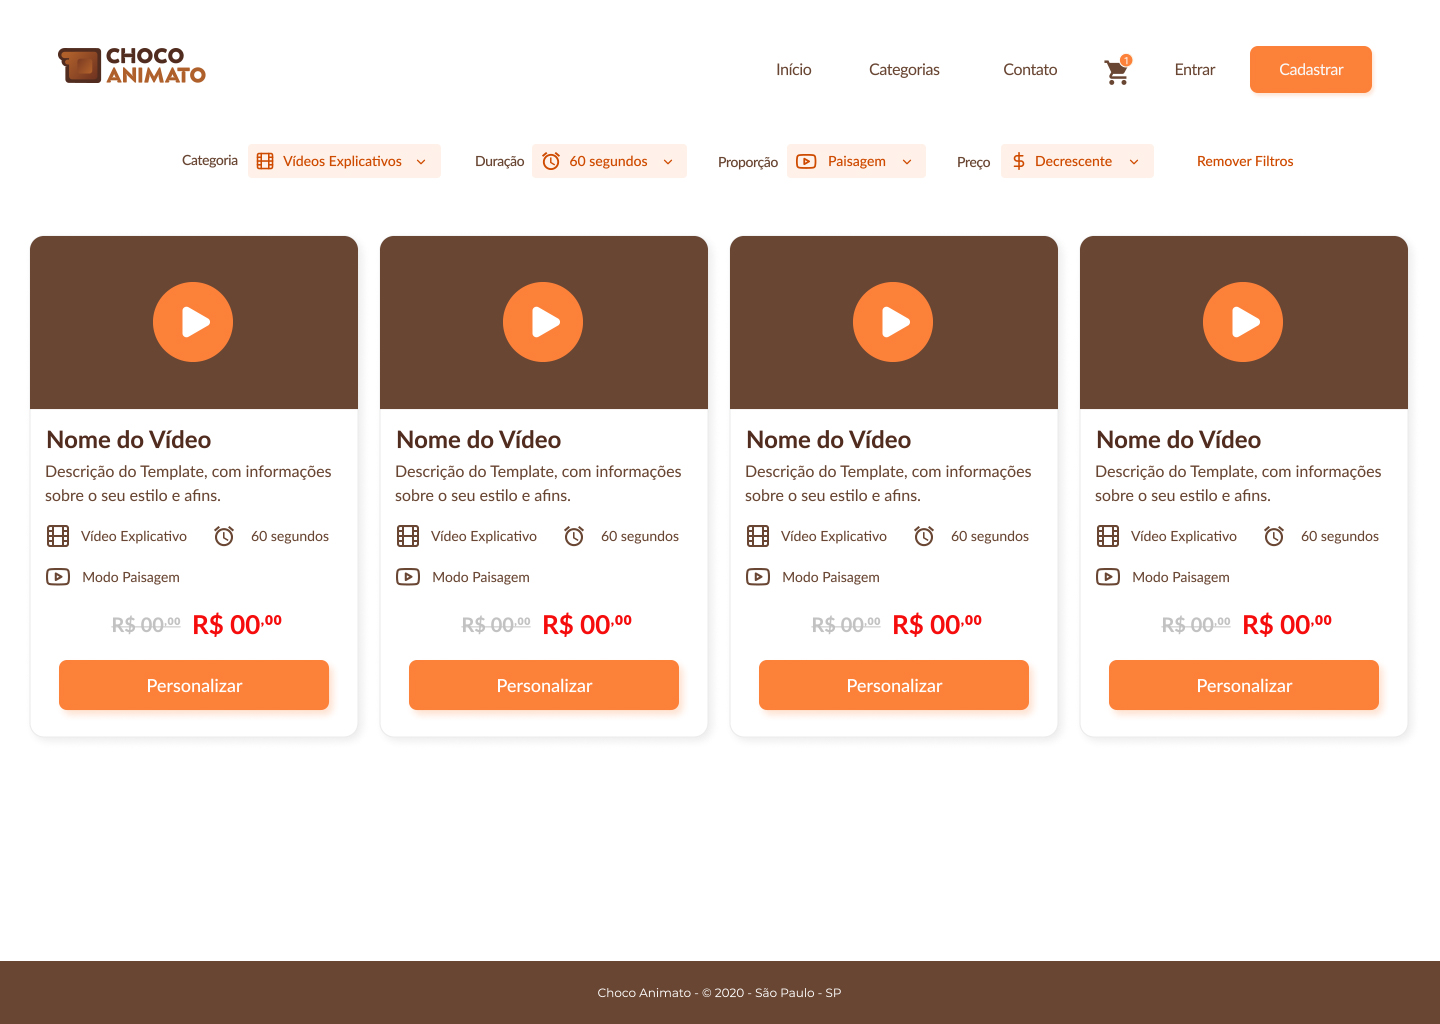 CHOCO
ANIMATO
Início Categorias Contato 1 Entrar Cadastrar
Categoria Vídeos Explicativos Duração 60 segundos Proporção Paisagem Preço $ Decrescente Remover Filtros
Nome do Vídeo
Descrição do Template, com informações
sobre o seu estilo e afins.
Vídeo Explicativo 60 segundos
Modo Paisagem
R$ 00,00 R$ 00,00
Personalizar
Nome do Vídeo
Descrição do Template, com informações
sobre o seu estilo e afins.
Vídeo Explicativo 60 segundos
Modo Paisagem
R$ 00,00 R$ 00,00
Personalizar
Nome do Vídeo
Descrição do Template, com informações
sobre o seu estilo e afins.
Vídeo Explicativo 60 segundos
Modo Paisagem
R$ 00,00 R$ 00,00
Personalizar
Nome do Vídeo
Descrição do Template, com informações
sobre o seu estilo e afins.
Vídeo Explicativo 60 segundos
Modo Paisagem
R$ 00,00 R$ 00,00
Personalizar
Choco Animato - © 2020 - São Paulo - SP